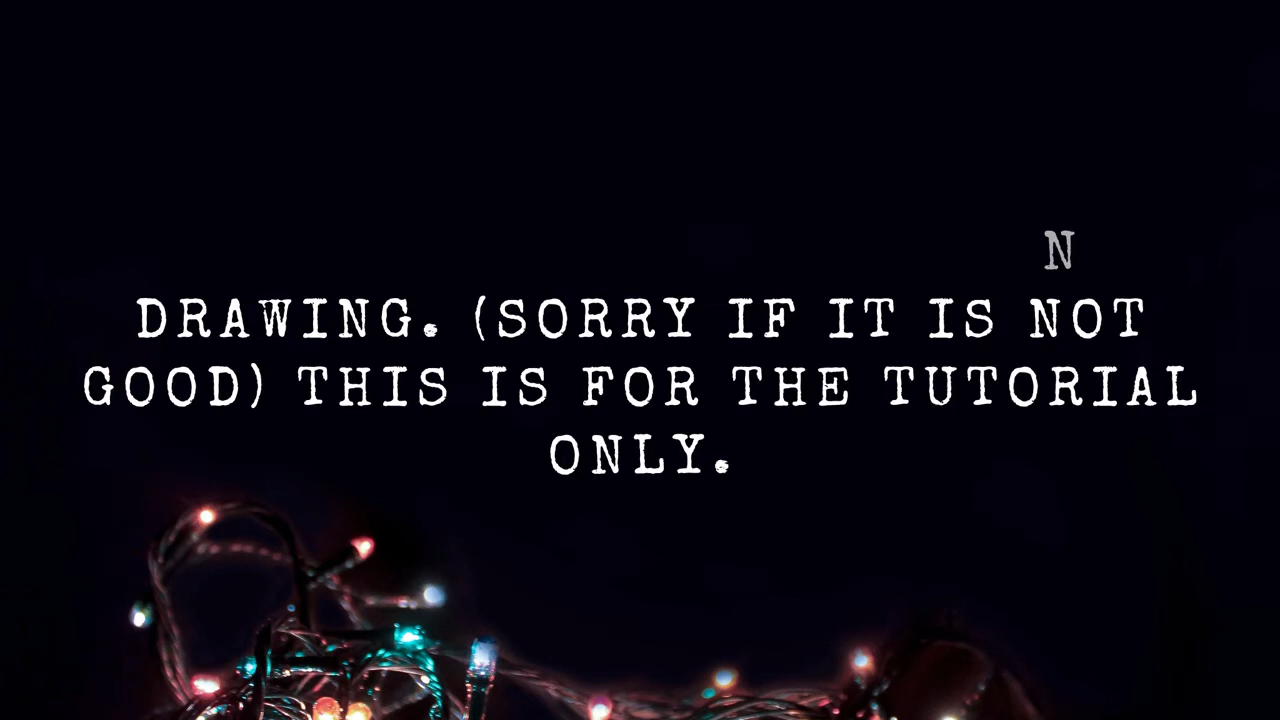 N
DRAWING. (SORRY IF IT IS NOT
GOOD) THIS IS FOR THE TUTORIAL
ONLY.